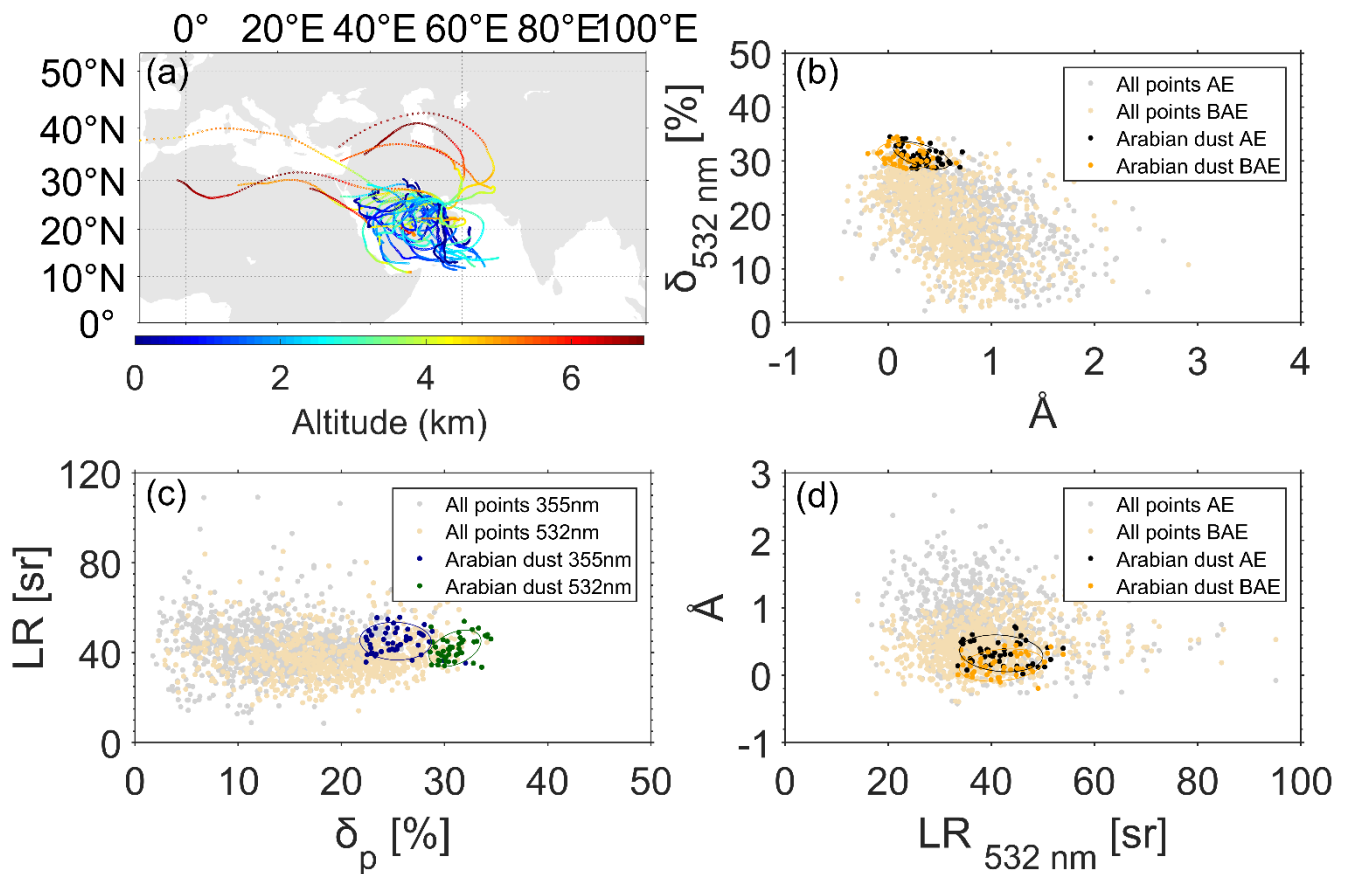 0° 20°E 40°E 60°E 80°E 100°E
(a)
50°N
40°N
30°N
20°N
10°N
0°
0 2 4 6
Altitude (km)
(b)
All points AE
All points BAE
Arabian dust AE
Arabian dust BAE
50
40
30
20
10
0
δ532 nm [%]
-1 0 1 2 3 4
Å
(c)
All points 355nm
All points 532nm
Arabian dust 355nm
Arabian dust 532nm
120
80
40
0
LR [sr]
0 10 20 30 40 50
δp [%]
(d)
All points AE
All points BAE
Arabian dust AE
Arabian dust BAE
3
2
1
0
-1
Å
0 20 40 60 80 100
LR 532 nm [sr]